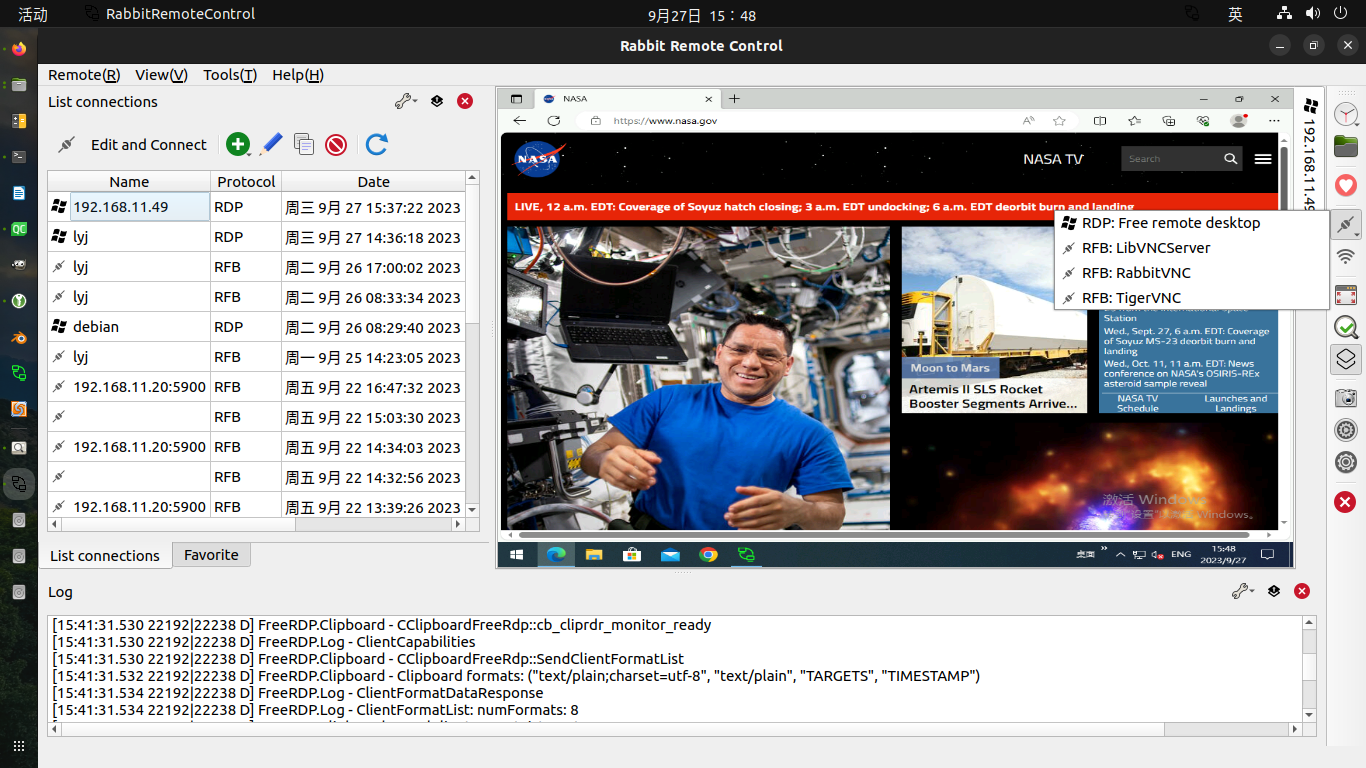 活动
RabbitRemoteControl
9月27日 15：48
英
Rabbit Remote Control
Remote(R) View(V) Tools(T) Help(H)
List connections
Edit and Connect
Name Protocol Date
192.168.11.49 RDP 周三 9月 27 15:37:22 2023
lyj RDP 周三 9月 27 14:36:18 2023
lyj RFB 周二 9月 26 17:00:02 2023
lyj RFB 周二 9月 26 08:33:34 2023
debian RDP 周二 9月 26 08:29:40 2023
lyj RFB 周一 9月 25 14:23:05 2023
192.168.11.20:5900 RFB 周五 9月 22 16:47:32 2023
RFB 周五 9月 22 15:03:30 2023
192.168.11.20:5900 RFB 周五 9月 22 14:34:03 2023
RFB 周五 9月 22 14:32:56 2023
192.168.11.20:5900 RFB 周五 9月 22 13:39:26 2023
List connections
Favorite
NASA
https://www.nasa.gov
NASA
NASA TV
Search
LIVE, 12 a.m. EDT: Coverage of Soyuz hatch closing; 3 a.m. EDT undocking; 6 a.m. EDT deorbit burn and landing
192.168.11.49
RDP: Free remote desktop
RFB: LibVNCServer
RFB: RabbitVNC
RFB: TigerVNC
Station
Wed., Sept. 27, 6 a.m. EDT: Coverage
of Soyuz MS-23 deorbit burn and
landing
Wed., Oct. 11, 11 a.m. EDT: News
conference on NASA's OSIRIS-REx
asteroid sample reveal
NASA TV
Schedule
Launches and
Landings
Moon to Mars
Artemis II SLS Rocket
Booster Segments Arrive...
激活 Windows
Windows。
桌面
ENG
15:48
2023/9/27
Log
[15:41:31.530 22192|22238 D] FreeRDP.Clipboard - CClipboardFreeRdp::cb_cliprdr_monitor_ready
[15:41:31.530 22192|22238 D] FreeRDP.Log - ClientCapabilities
[15:41:31.530 22192|22238 D] FreeRDP.Clipboard - CClipboardFreeRdp::SendClientFormatList
[15:41:31.532 22192|22238 D] FreeRDP.Clipboard - Clipboard formats: ("text/plain;charset=utf-8", "text/plain", "TARGETS", "TIMESTAMP")
[15:41:31.534 22192|22238 D] FreeRDP.Log - ClientFormatDataResponse
[15:41:31.534 22192|22238 D] FreeRDP.Log - ClientFormatList: numFormats: 8